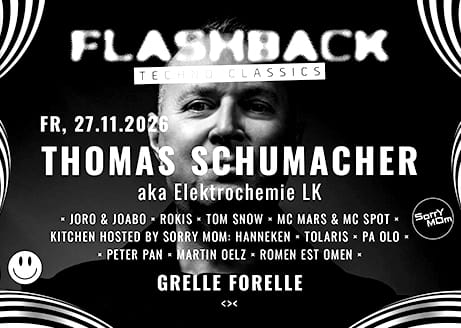 FLASHBACK
TECHNO CLASSICS
FR, 27.11.2026
THOMAS SCHUMACHER
aka Elektrochemie LK
× JORO & JOABO × ROKIS × TOM SNOW × MC MARS & MC SPOT ×
KITCHEN HOSTED BY SORRY MOM: HANNEKEN × TOLARIS × PA OLO ×
× PETER PAN × MARTIN OELZ × ROMEN EST OMEN ×
SORRY
MOM
GRELLE FORELLE
<×>